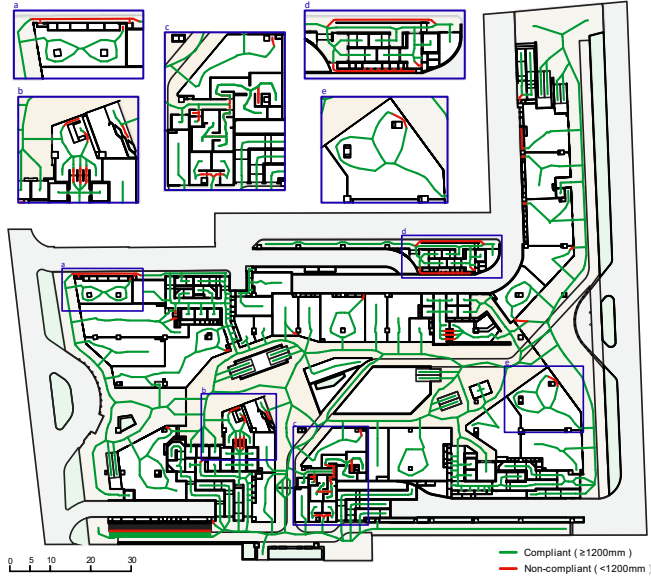 a
c
d
b
e
d
a
e
b
c
Compliant ( ≥1200mm )
Non-compliant ( <1200mm )
0 5 10 20 30